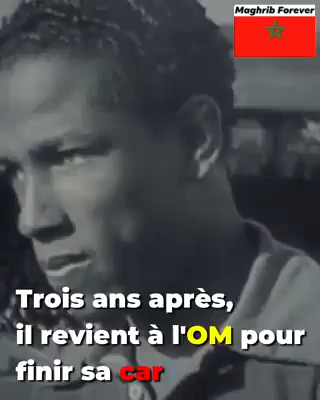 Maghrib Forever
Trois ans après,
il revient à l'OM pour
finir sa car